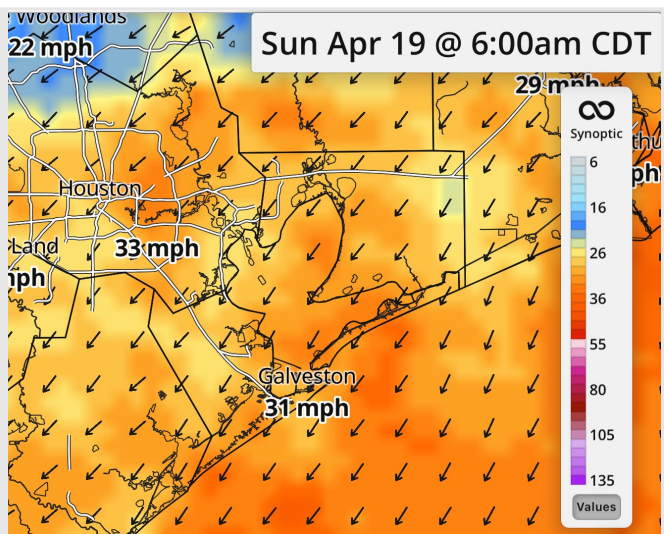 Woodlands
22 mph
Sun Apr 19 @ 6:00am CDT
29 mph
Synoptic
6
16
26
36
55
80
105
135
Values
Houston
33 mph
Land
Galveston
31 mph